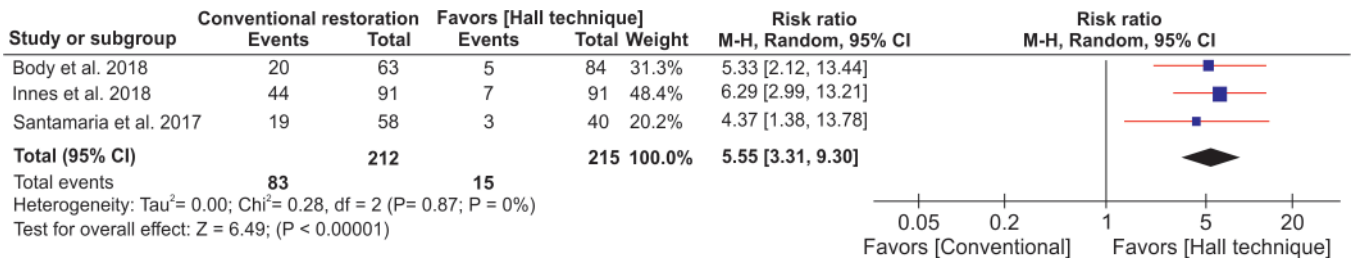 Conventional restoration Favors [Hall technique] Risk ratio Risk ratio
Study or subgroup Events Total Events Total Weight M-H, Random, 95% CI M-H, Random, 95% CI
Body et al. 2018 20 63 5 84 31.3% 5.33 [2.12, 13.44]
Innes et al. 2018 44 91 7 91 48.4% 6.29 [2.99, 13.21]
Santamaria et al. 2017 19 58 3 40 20.2% 4.37 [1.38, 13.78]
Total (95% CI) 212 215 100.0% 5.55 [3.31, 9.30]
Total events 83 15
Heterogeneity: Tau²= 0.00; Chi²= 0.28, df = 2 (P= 0.87; P = 0%)
Test for overall effect: Z = 6.49; (P < 0.00001)
0.05 0.2 1 5 20
Favors [Conventional] Favors [Hall technique]